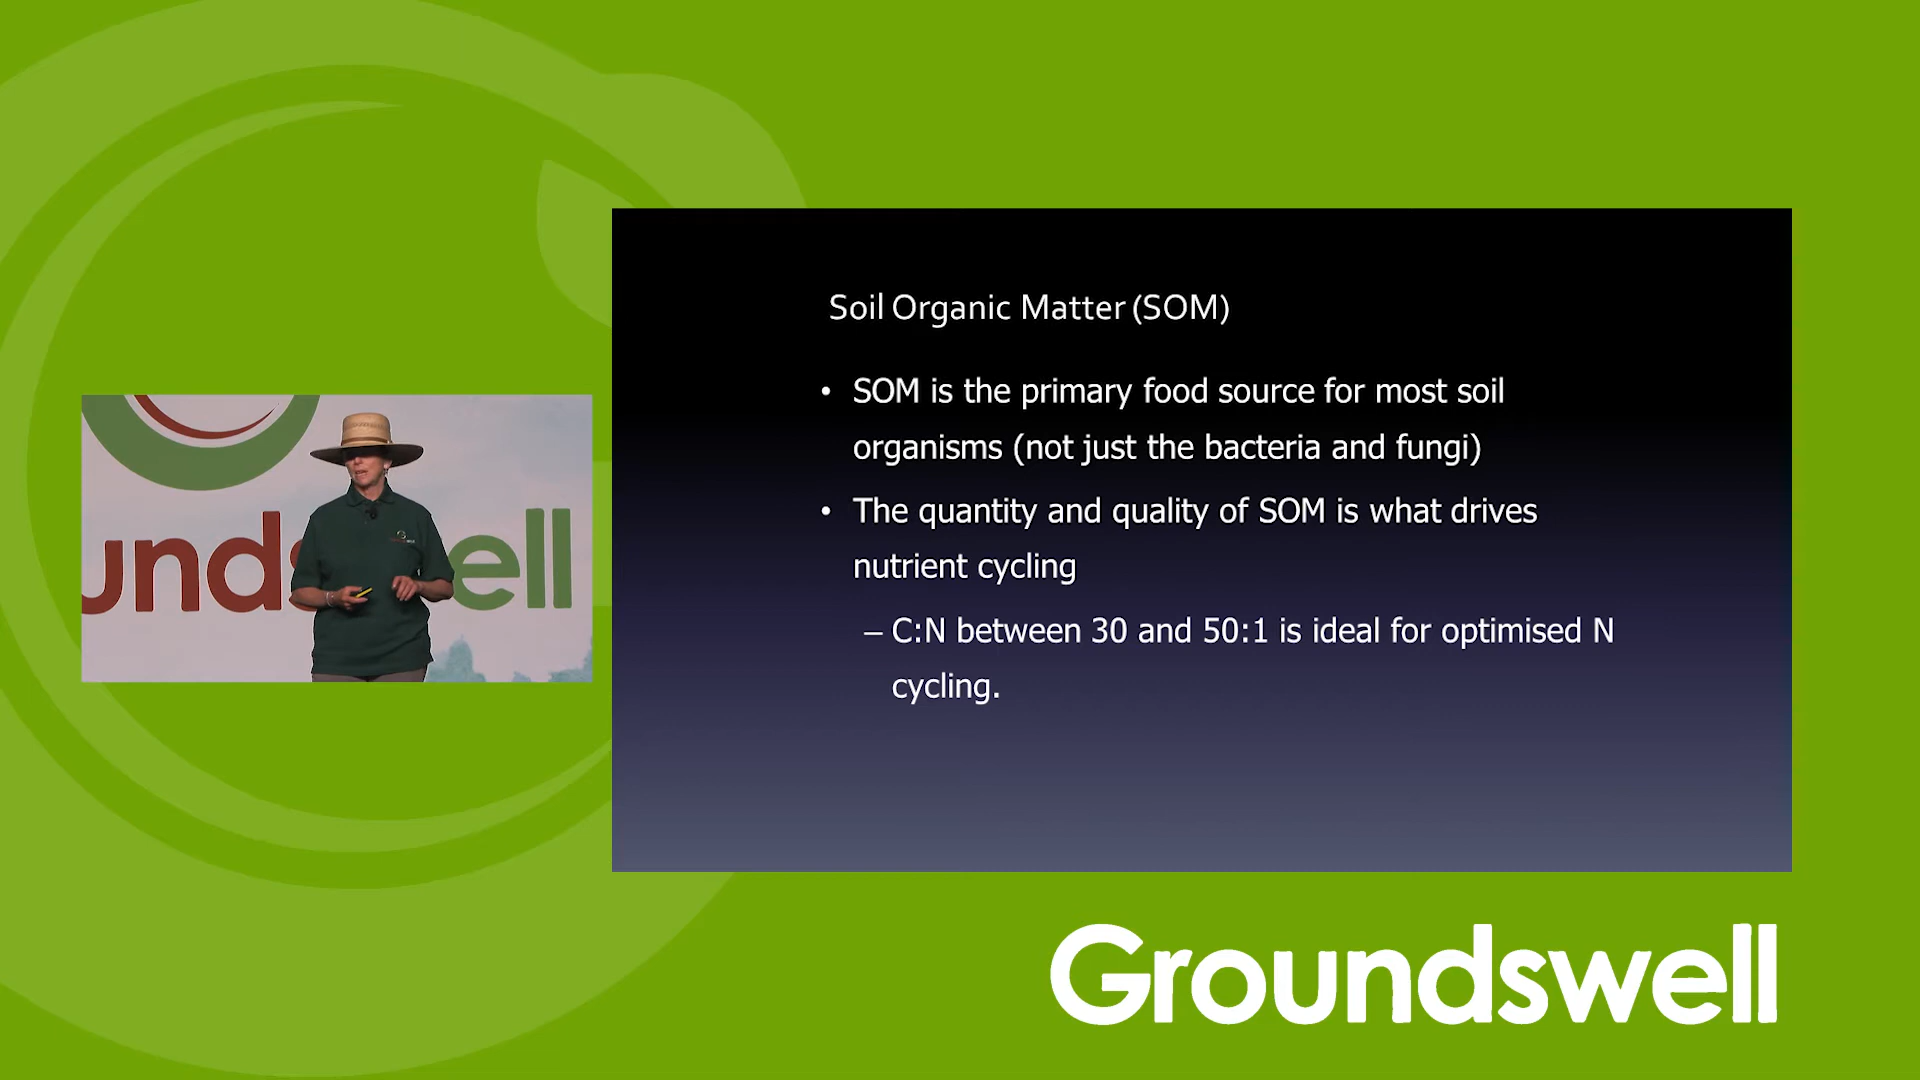 Soil Organic Matter (SOM)
• SOM is the primary food source for most soil
organisms (not just the bacteria and fungi)
• The quantity and quality of SOM is what drives
nutrient cycling
– C:N between 30 and 50:1 is ideal for optimised N
cycling.
unds ell
Groundswell